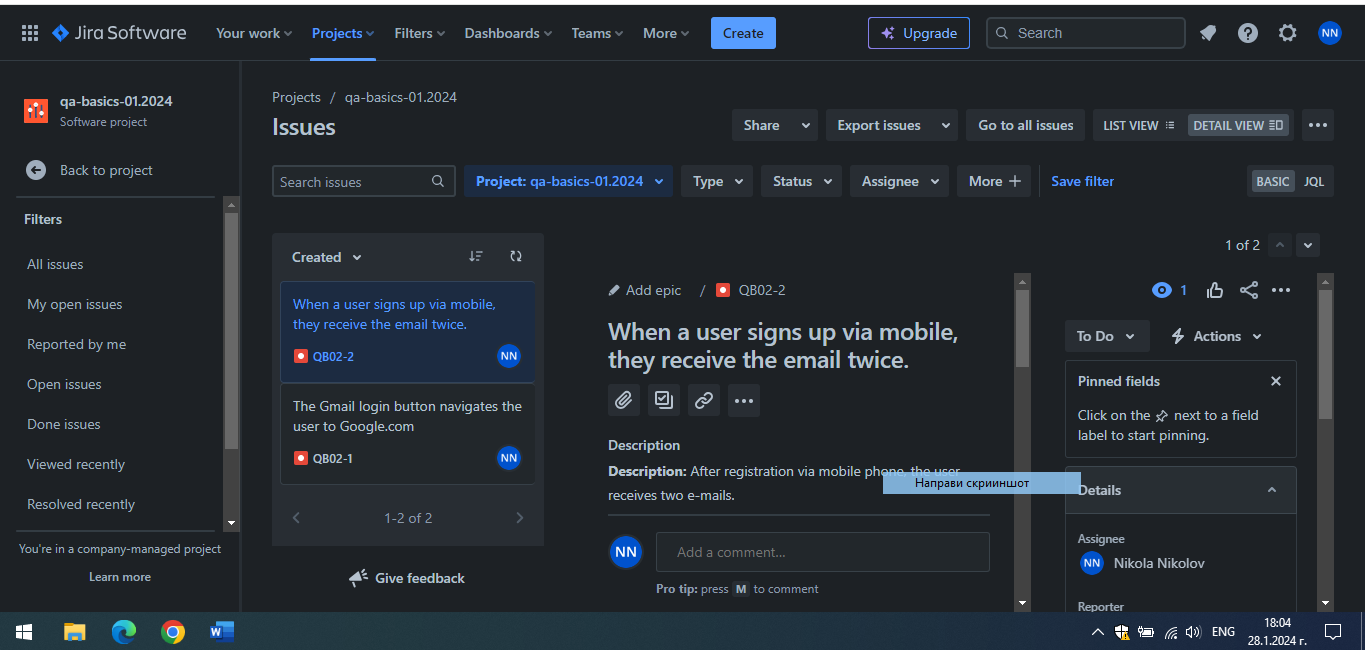 Jira Software
Your work
Projects
Filters
Dashboards
Teams
More
Create
Upgrade
Search
NN
qa-basics-01.2024
Software project
Back to project
Filters
All issues
My open issues
Reported by me
Open issues
Done issues
Viewed recently
Resolved recently
You're in a company-managed project
Learn more
Projects / qa-basics-01.2024
Issues
Share
Export issues
Go to all issues
LIST VIEW
DETAIL VIEW
Search issues
Project: qa-basics-01.2024
Type
Status
Assignee
More
Save filter
BASIC
JQL
Created
When a user signs up via mobile,
they receive the email twice.
QB02-2
NN
The Gmail login button navigates the
user to Google.com
QB02-1
NN
1-2 of 2
Give feedback
1 of 2
Add epic / QB02-2
When a user signs up via mobile,
they receive the email twice.
Description
Description: After registration via mobile phone, the user
receives two e-mails.
Направи скрииншот
NN
Add a comment...
Pro tip: press M to comment
1
To Do
Actions
Pinned fields
Click on the next to a field
label to start pinning.
Details
Assignee
NN
Nikola Nikolov
Reporter
ENG
18:04
28.1.2024 г.